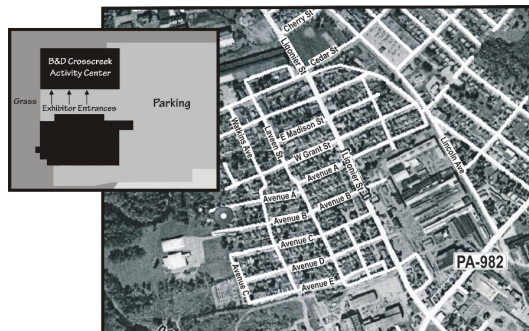 B&D Crosscreek
Activity Center
Grass
Exhibitor Entrances
Parking
Cherry St
Ligonier St
Cedar St
E Madison St
W Grant St
Watkins Ave
Laveen St
Avenue A
Ligonier St
Lincoln Ave
Avenue A
Avenue B
Avenue B
Avenue C
Avenue D
Avenue C
Avenue E
PA-982